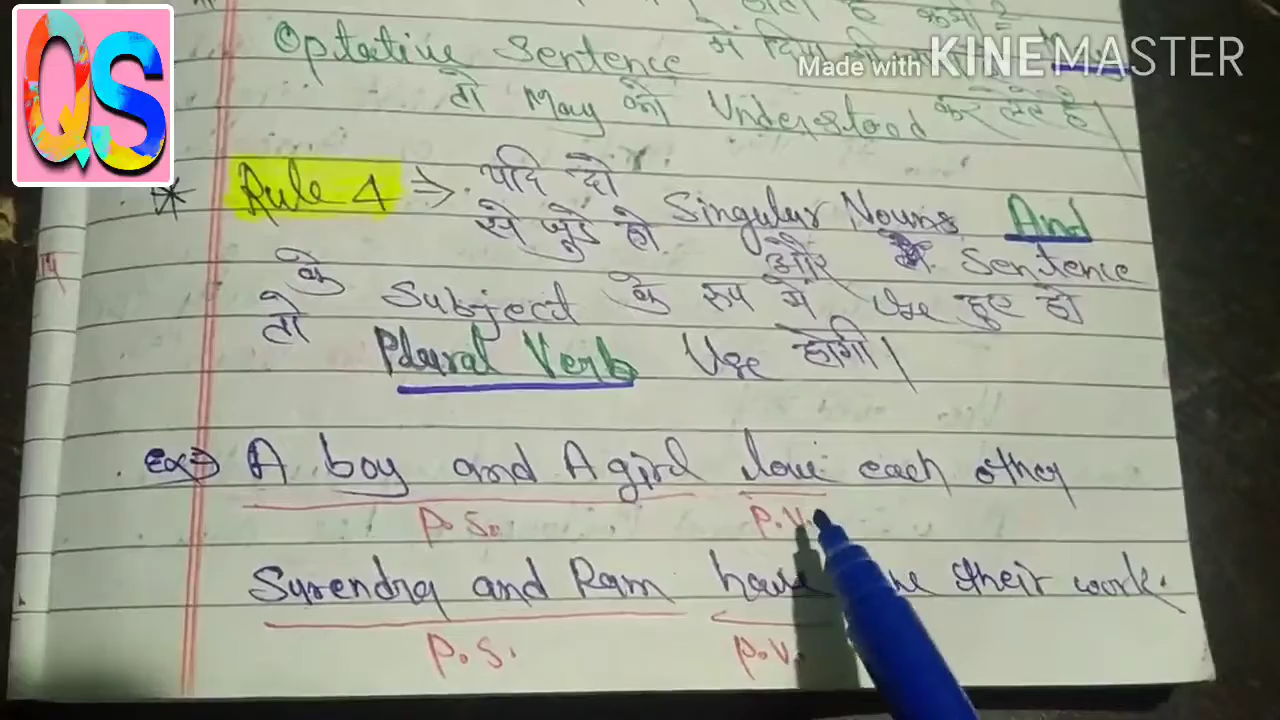 QS
Made with KINEMASTER
Optative Sentence में
तो May को Understood कर लेते है।
* Rule 4 ⇒ यदि दो Singular Nouns And
से जुड़े हो और Sentence
के Subject के रूप में Use हुए हो
तो Plural Verb Use होगी।
Ex⇒ A boy and A girl love each other
P.S. P.V.
Surendra and Ram have their work.
P.S. P.V.